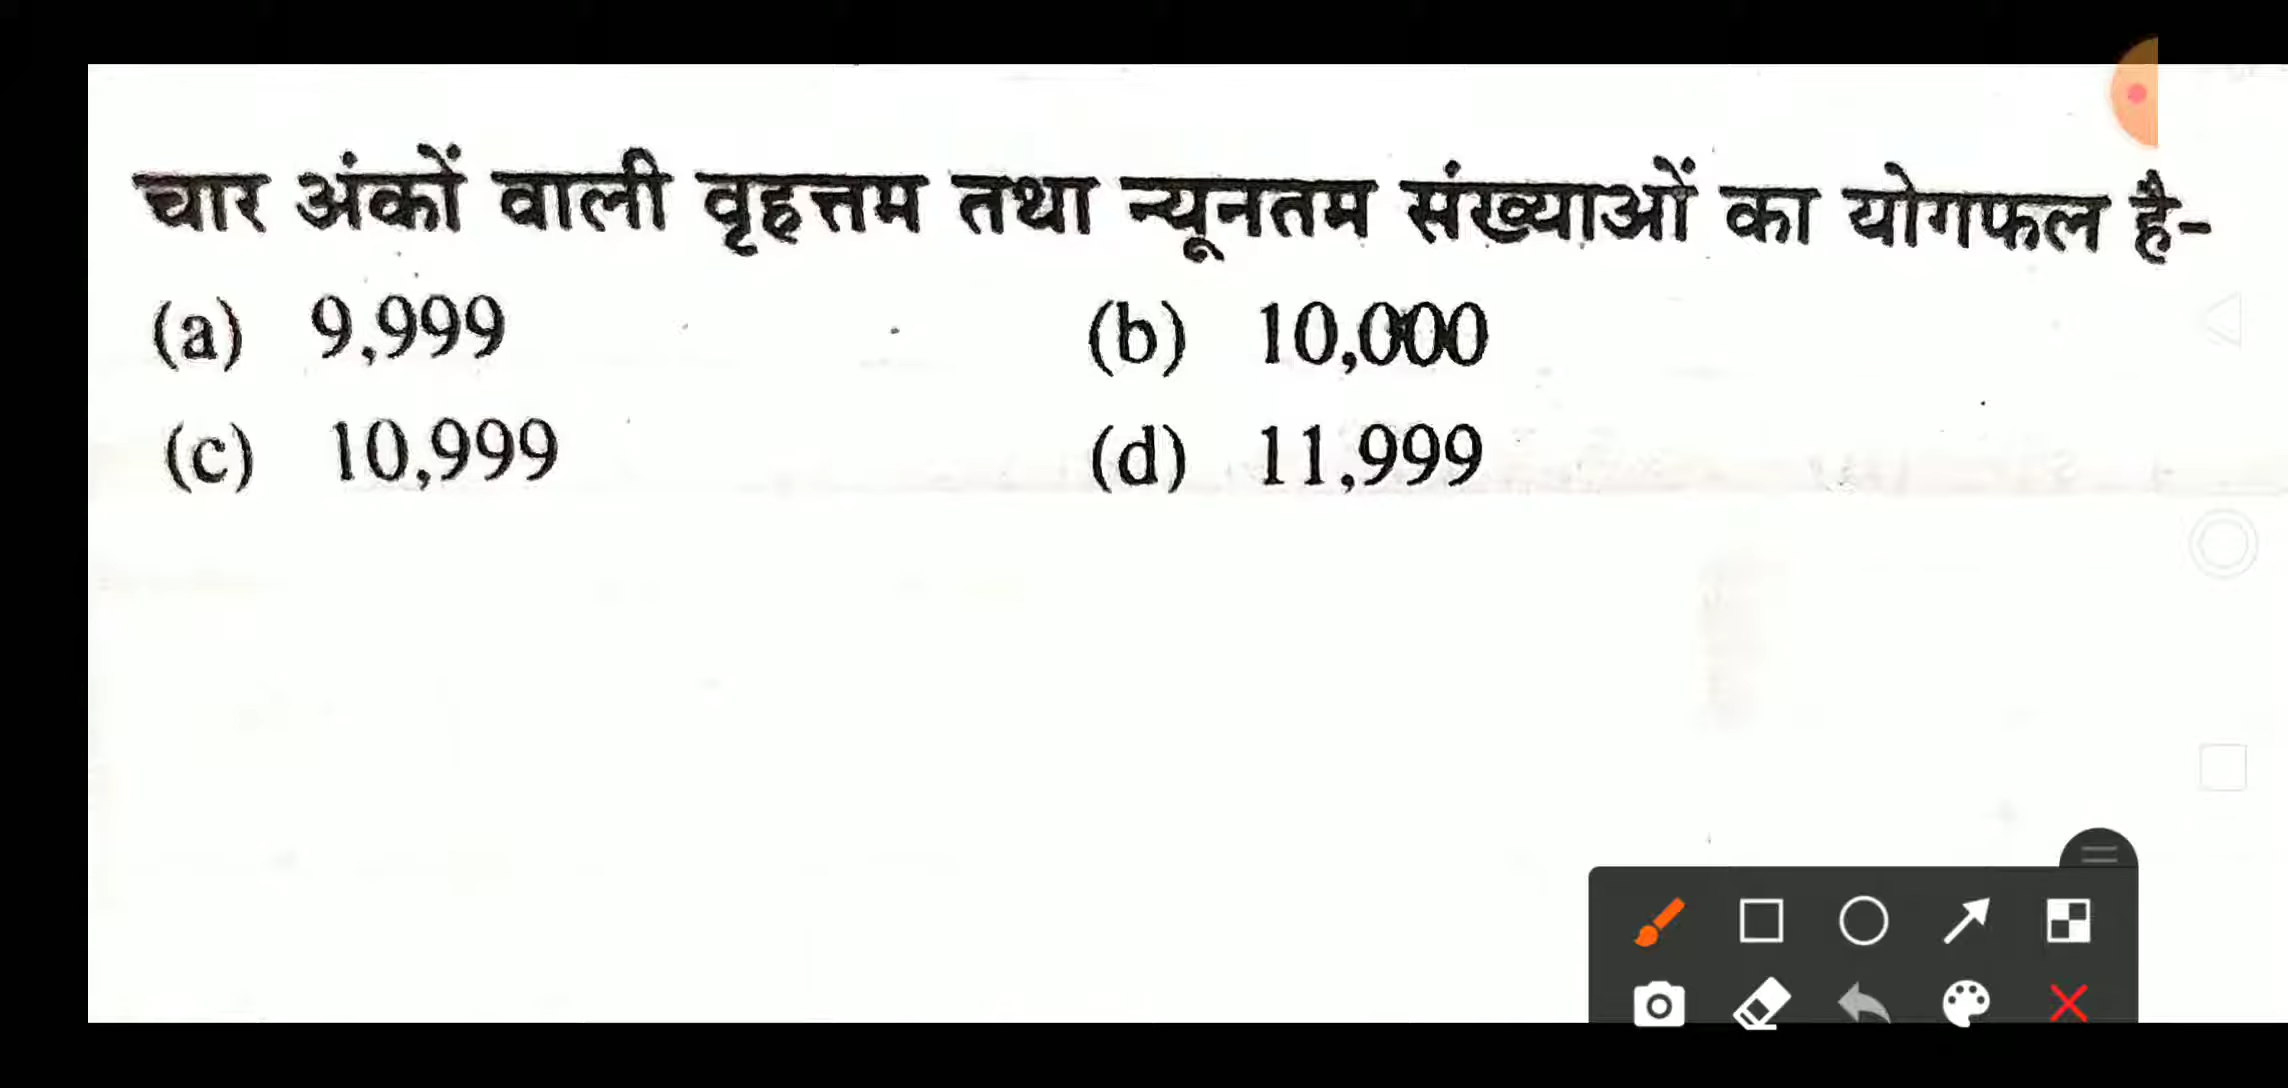 चार अंकों वाली वृहत्तम तथा न्यूनतम संख्याओं का योगफल है-
(a) 9,999 (b) 10,000
(c) 10,999 (d) 11,999